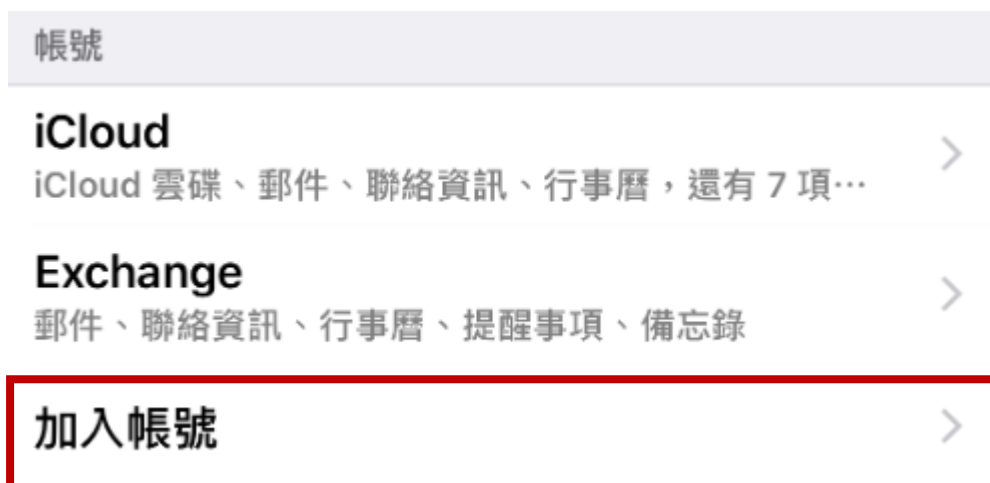 帳號
iCloud
iCloud 雲碟、郵件、聯絡資訊、行事曆，還有 7 項⋯
Exchange
郵件、聯絡資訊、行事曆、提醒事項、備忘錄
加入帳號